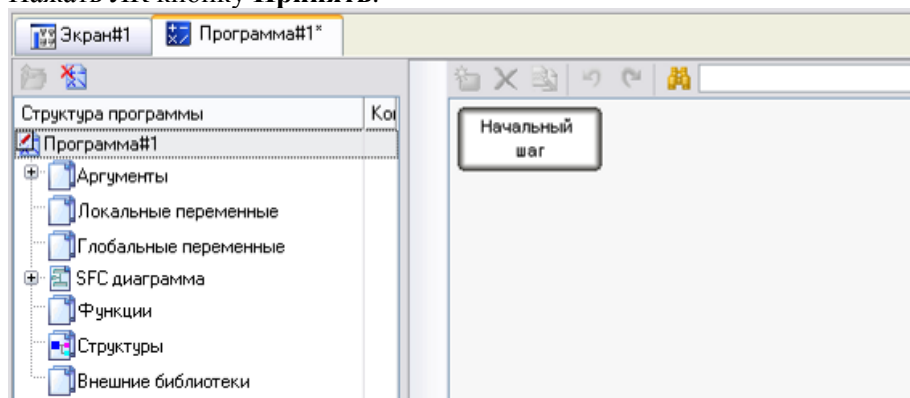 Нажать ЛК кнопку Принять.
Экран#1
Программа#1*
Структура программы
Ко
Программа#1
Аргументы
Локальные переменные
Глобальные переменные
SFC диаграмма
Функции
Структуры
Внешние библиотеки
Начальный
шаг